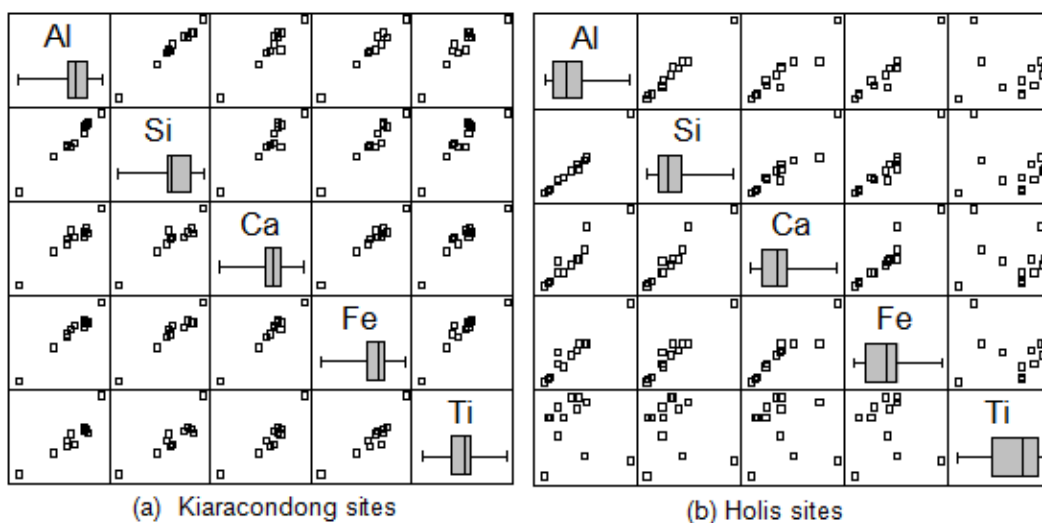 Al
Si
Ca
Fe
Ti
(a) Kiaracondong sites
Al
Si
Ca
Fe
Ti
(b) Holis sites